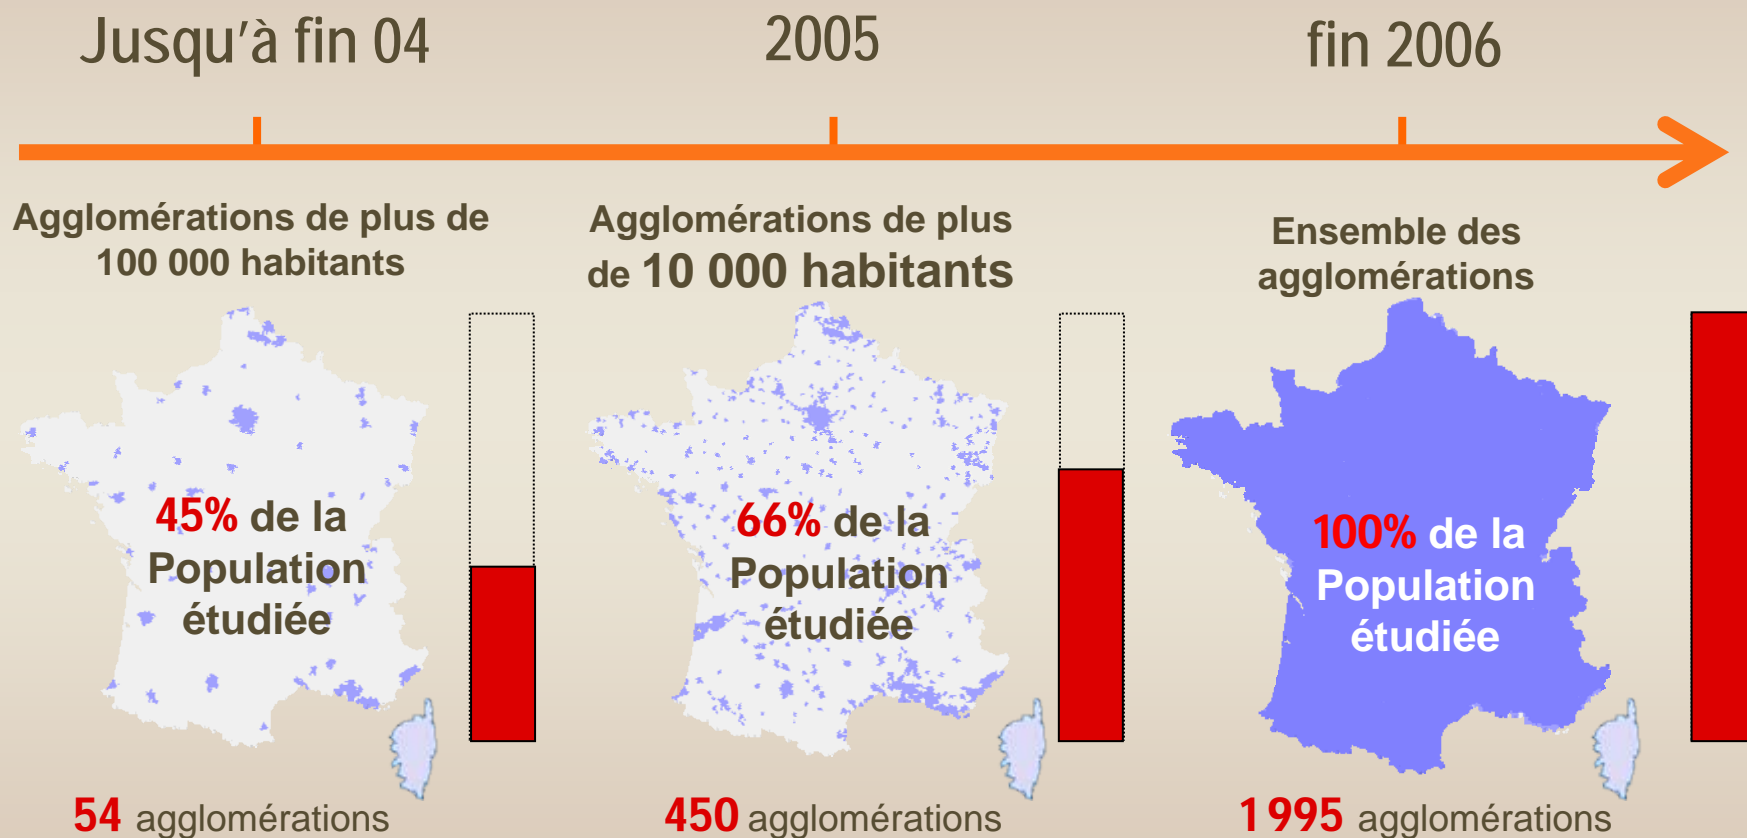 Jusqu'à fin 04
2005
fin 2006
Agglomérations de plus de
100 000 habitants
Agglomérations de plus
de 10 000 habitants
Ensemble des
agglomérations
45% de la
Population
étudiée
66% de la
Population
étudiée
100% de la
Population
étudiée
54 agglomérations
450 agglomérations
1 995 agglomérations